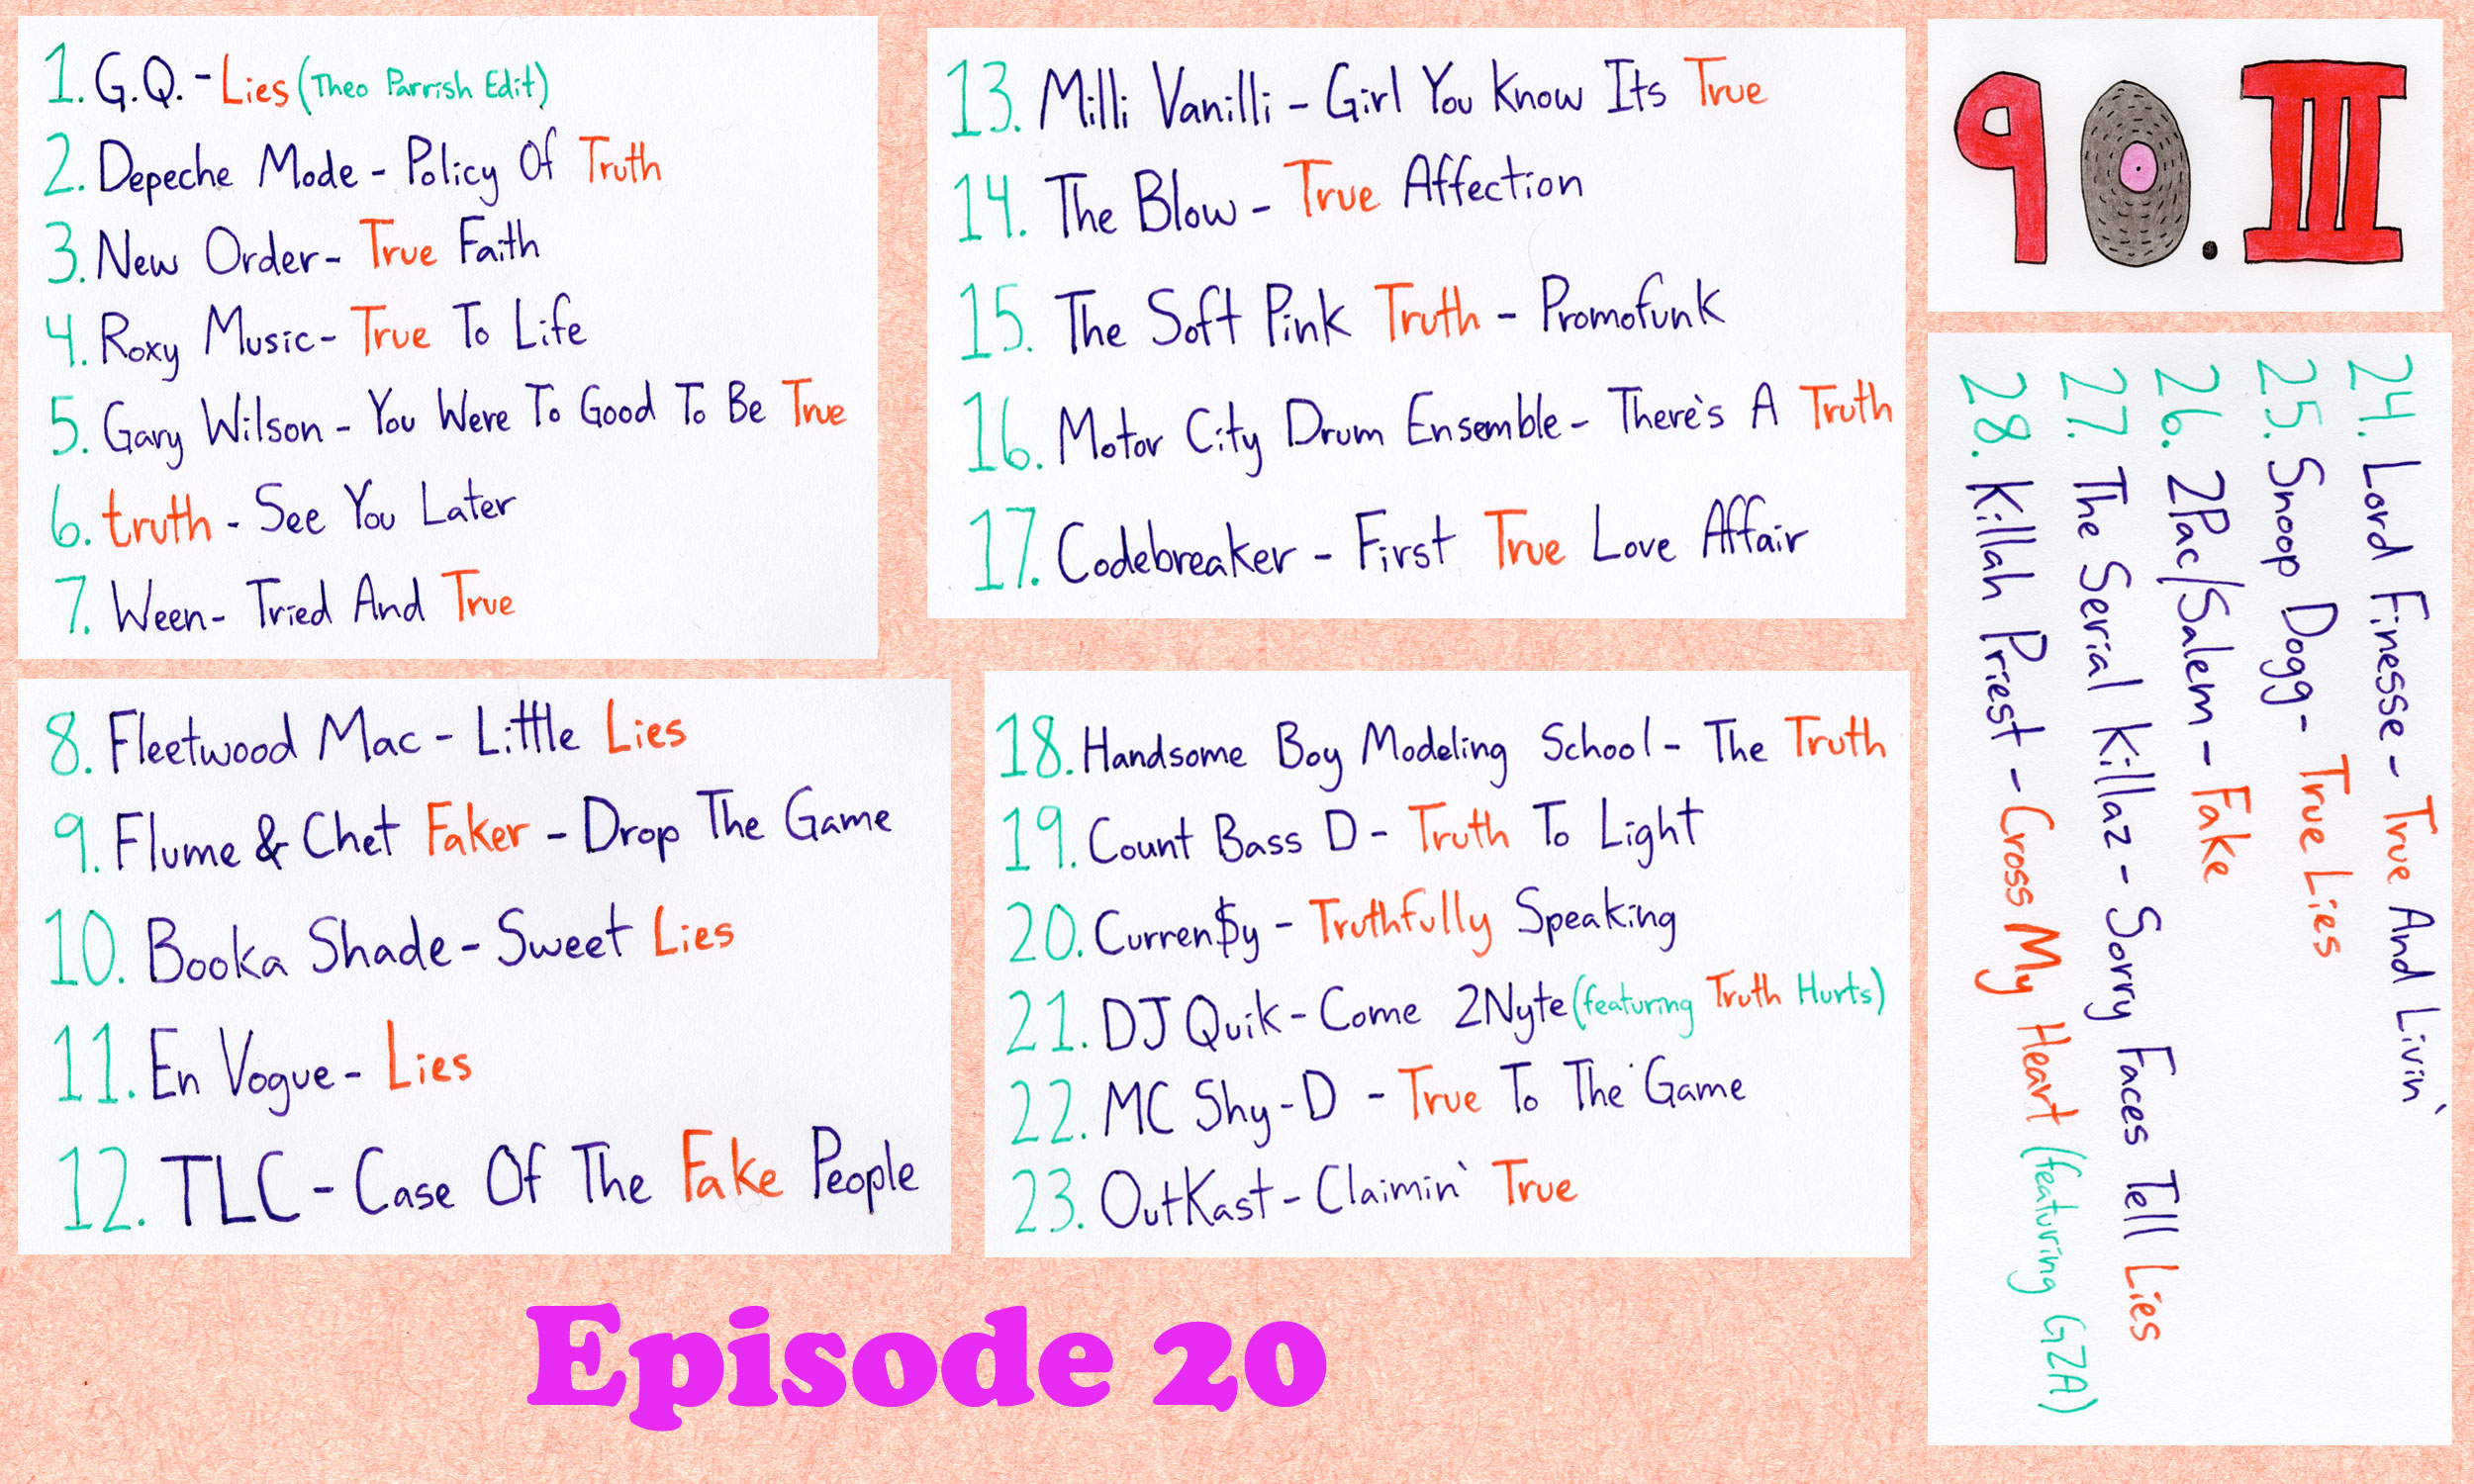 1. G.Q. - Lies (Theo Parrish Edit)
2. Depeche Mode - Policy Of Truth
3. New Order - True Faith
4. Roxy Music - True To Life
5. Gary Wilson - You Were To Good To Be True
6. truth - See You Later
7. Ween - Tried And True
8. Fleetwood Mac - Little Lies
9. Flume & Chet Faker - Drop The Game
10. Booka Shade - Sweet Lies
11. En Vogue - Lies
12. TLC - Case Of The Fake People
13. Milli Vanilli - Girl You Know Its True
14. The Blow - True Affection
15. The Soft Pink Truth - Promofunk
16. Motor City Drum Ensemble - There's A Truth
17. Codebreaker - First True Love Affair
18. Handsome Boy Modeling School - The Truth
19. Count Bass D - Truth To Light
20. Curren$y - Truthfully Speaking
21. DJ Quik - Come 2Nyte (featuring Truth Hurts)
22. MC Shy-D - True To The Game
23. OutKast - Claimin' True
90.III
24. Lord Finesse - True And Livin'
25. Snoop Dogg - True Lies
26. 2Pac/Salem - Fake
27. The Serial Killaz - Sorry Faces Tell Lies
28. Killah Priest - Cross My Heart (featuring GZA)
Episode 20